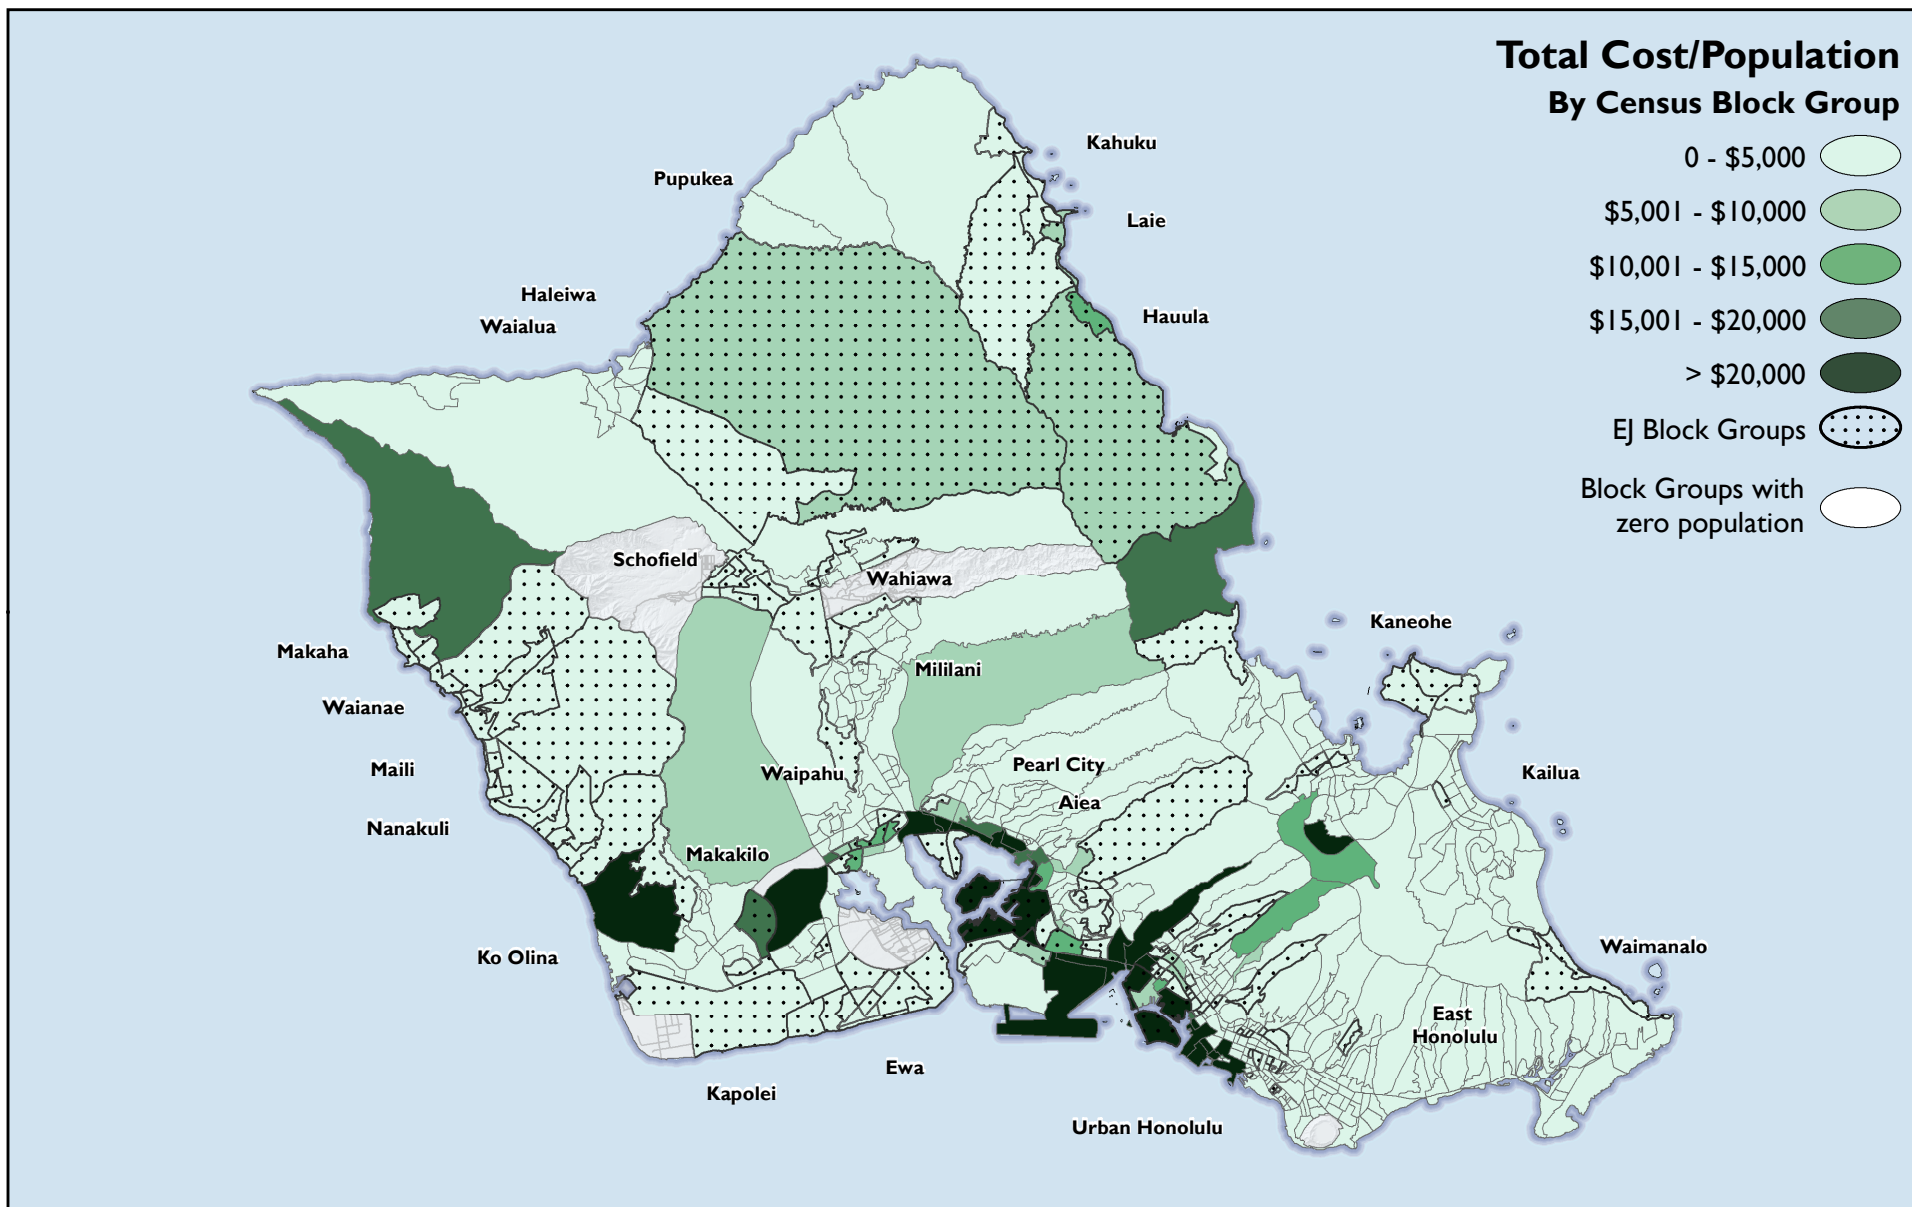 Total Cost/Population
By Census Block Group
0 - $5,000
$5,001 - $10,000
$10,001 - $15,000
$15,001 - $20,000
> $20,000
EJ Block Groups
Block Groups with
zero population
Kahuku
Pupukea
Laie
Haleiwa
Waialua
Hauula
Schofield
Wahiawa
Kaneohe
Makaha
Mililani
Waianae
Maili
Waipahu
Pearl City
Kailua
Aiea
Nanakuli
Makakilo
Waimanalo
Ko Olina
East
Honolulu
Ewa
Kapolei
Urban Honolulu